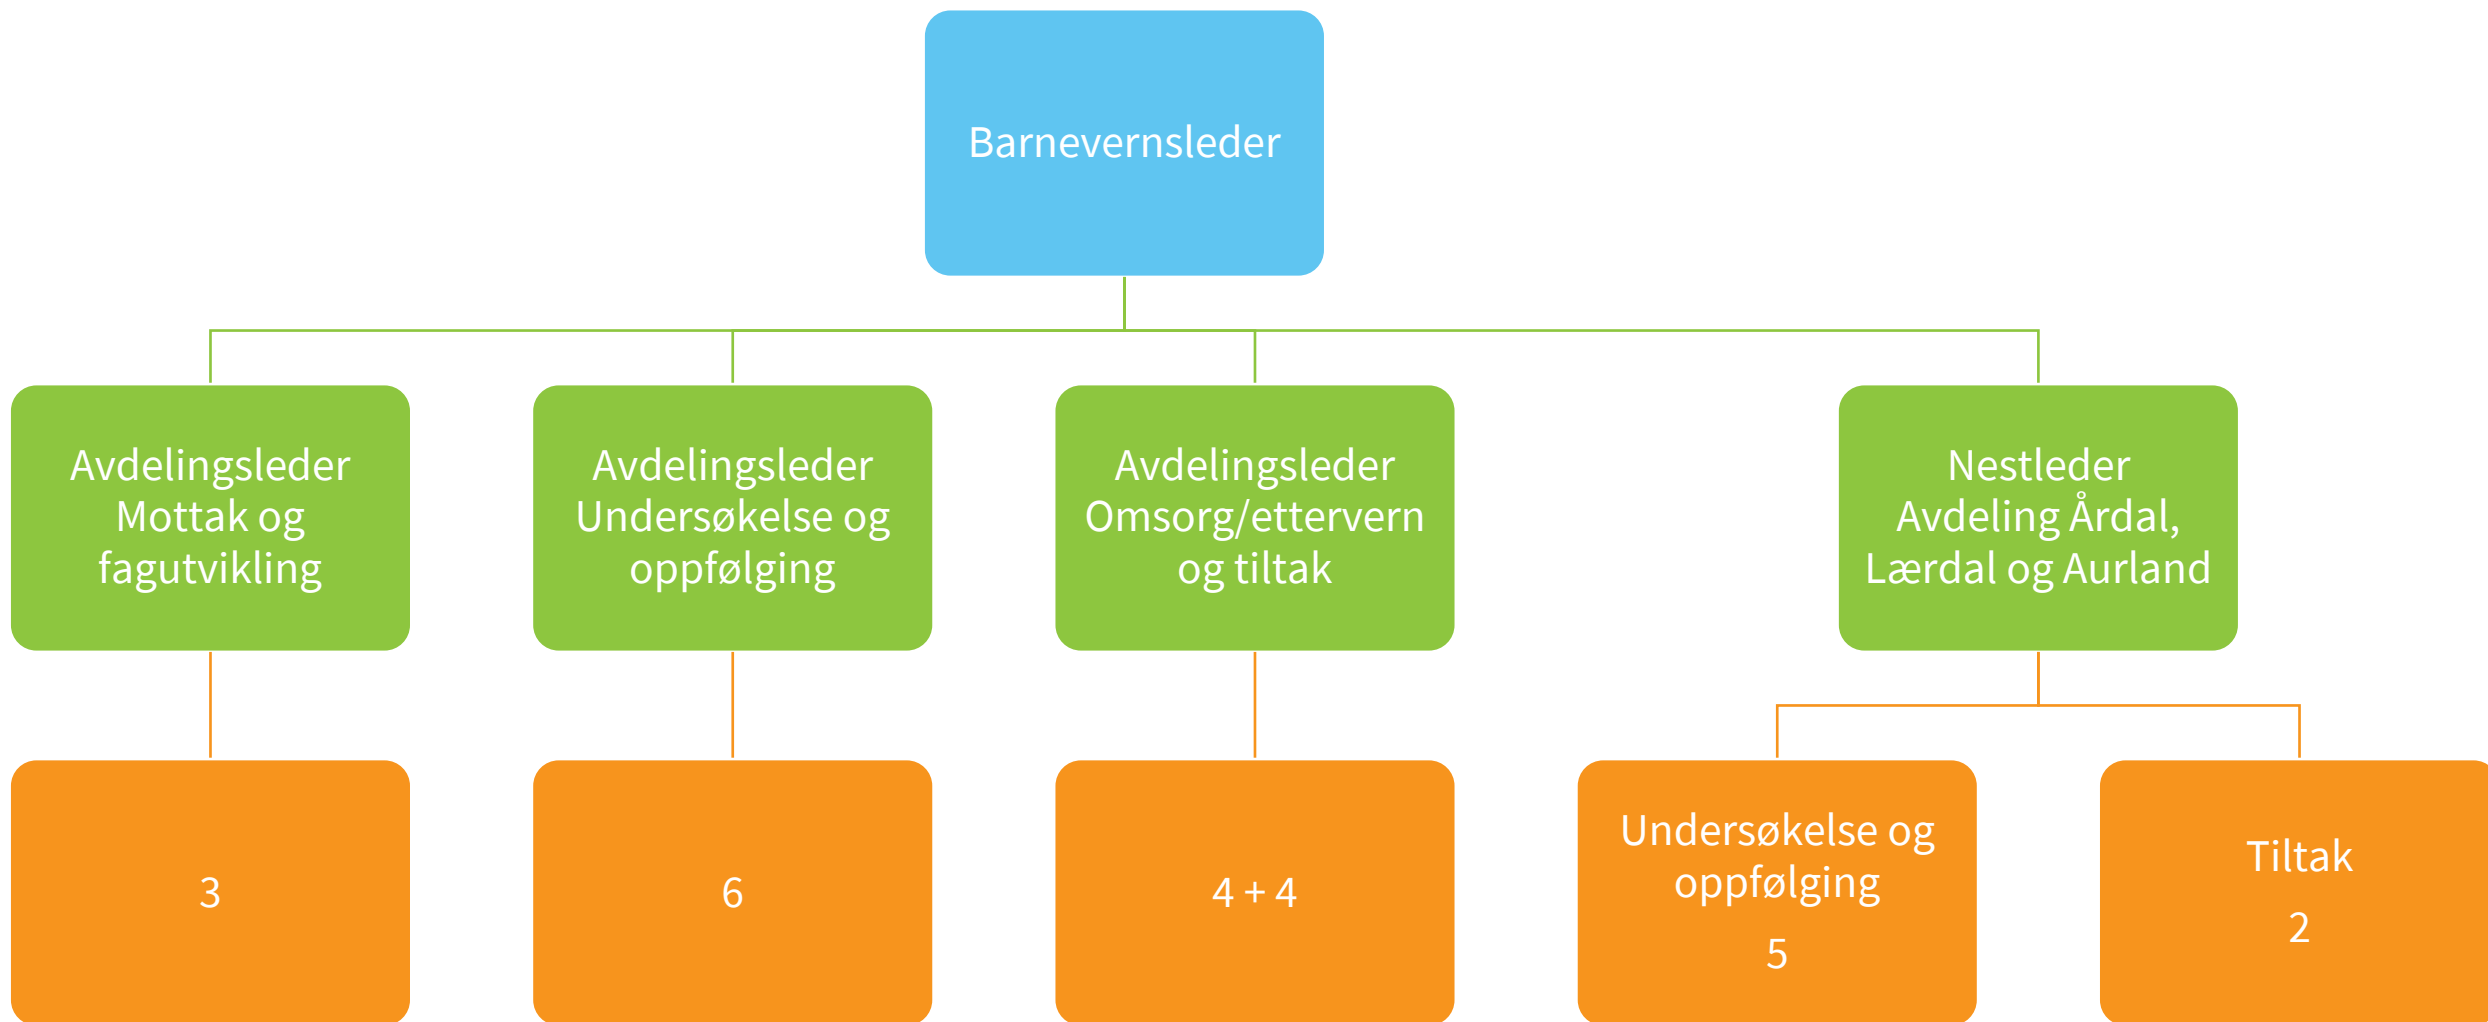 Barnevernsleder
Avdelingsleder
Mottak og
fagutvikling
Avdelingsleder
Undersøkelse og
oppfølging
Avdelingsleder
Omsorg/ettervern
og tiltak
Nestleder
Avdeling Årdal,
Lærdal og Aurland
3
6
4 + 4
Undersøkelse og
oppfølging
5
Tiltak
2